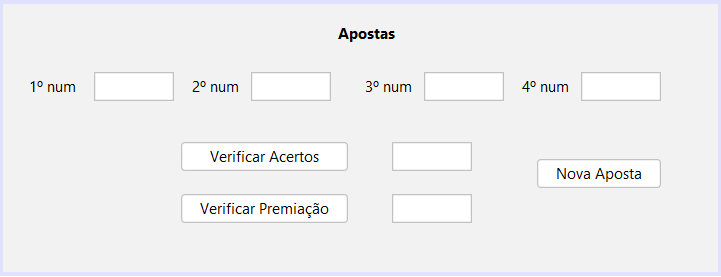 Apostas
1º num 2º num 3º num 4º num
Verificar Acertos
Nova Aposta
Verificar Premiação